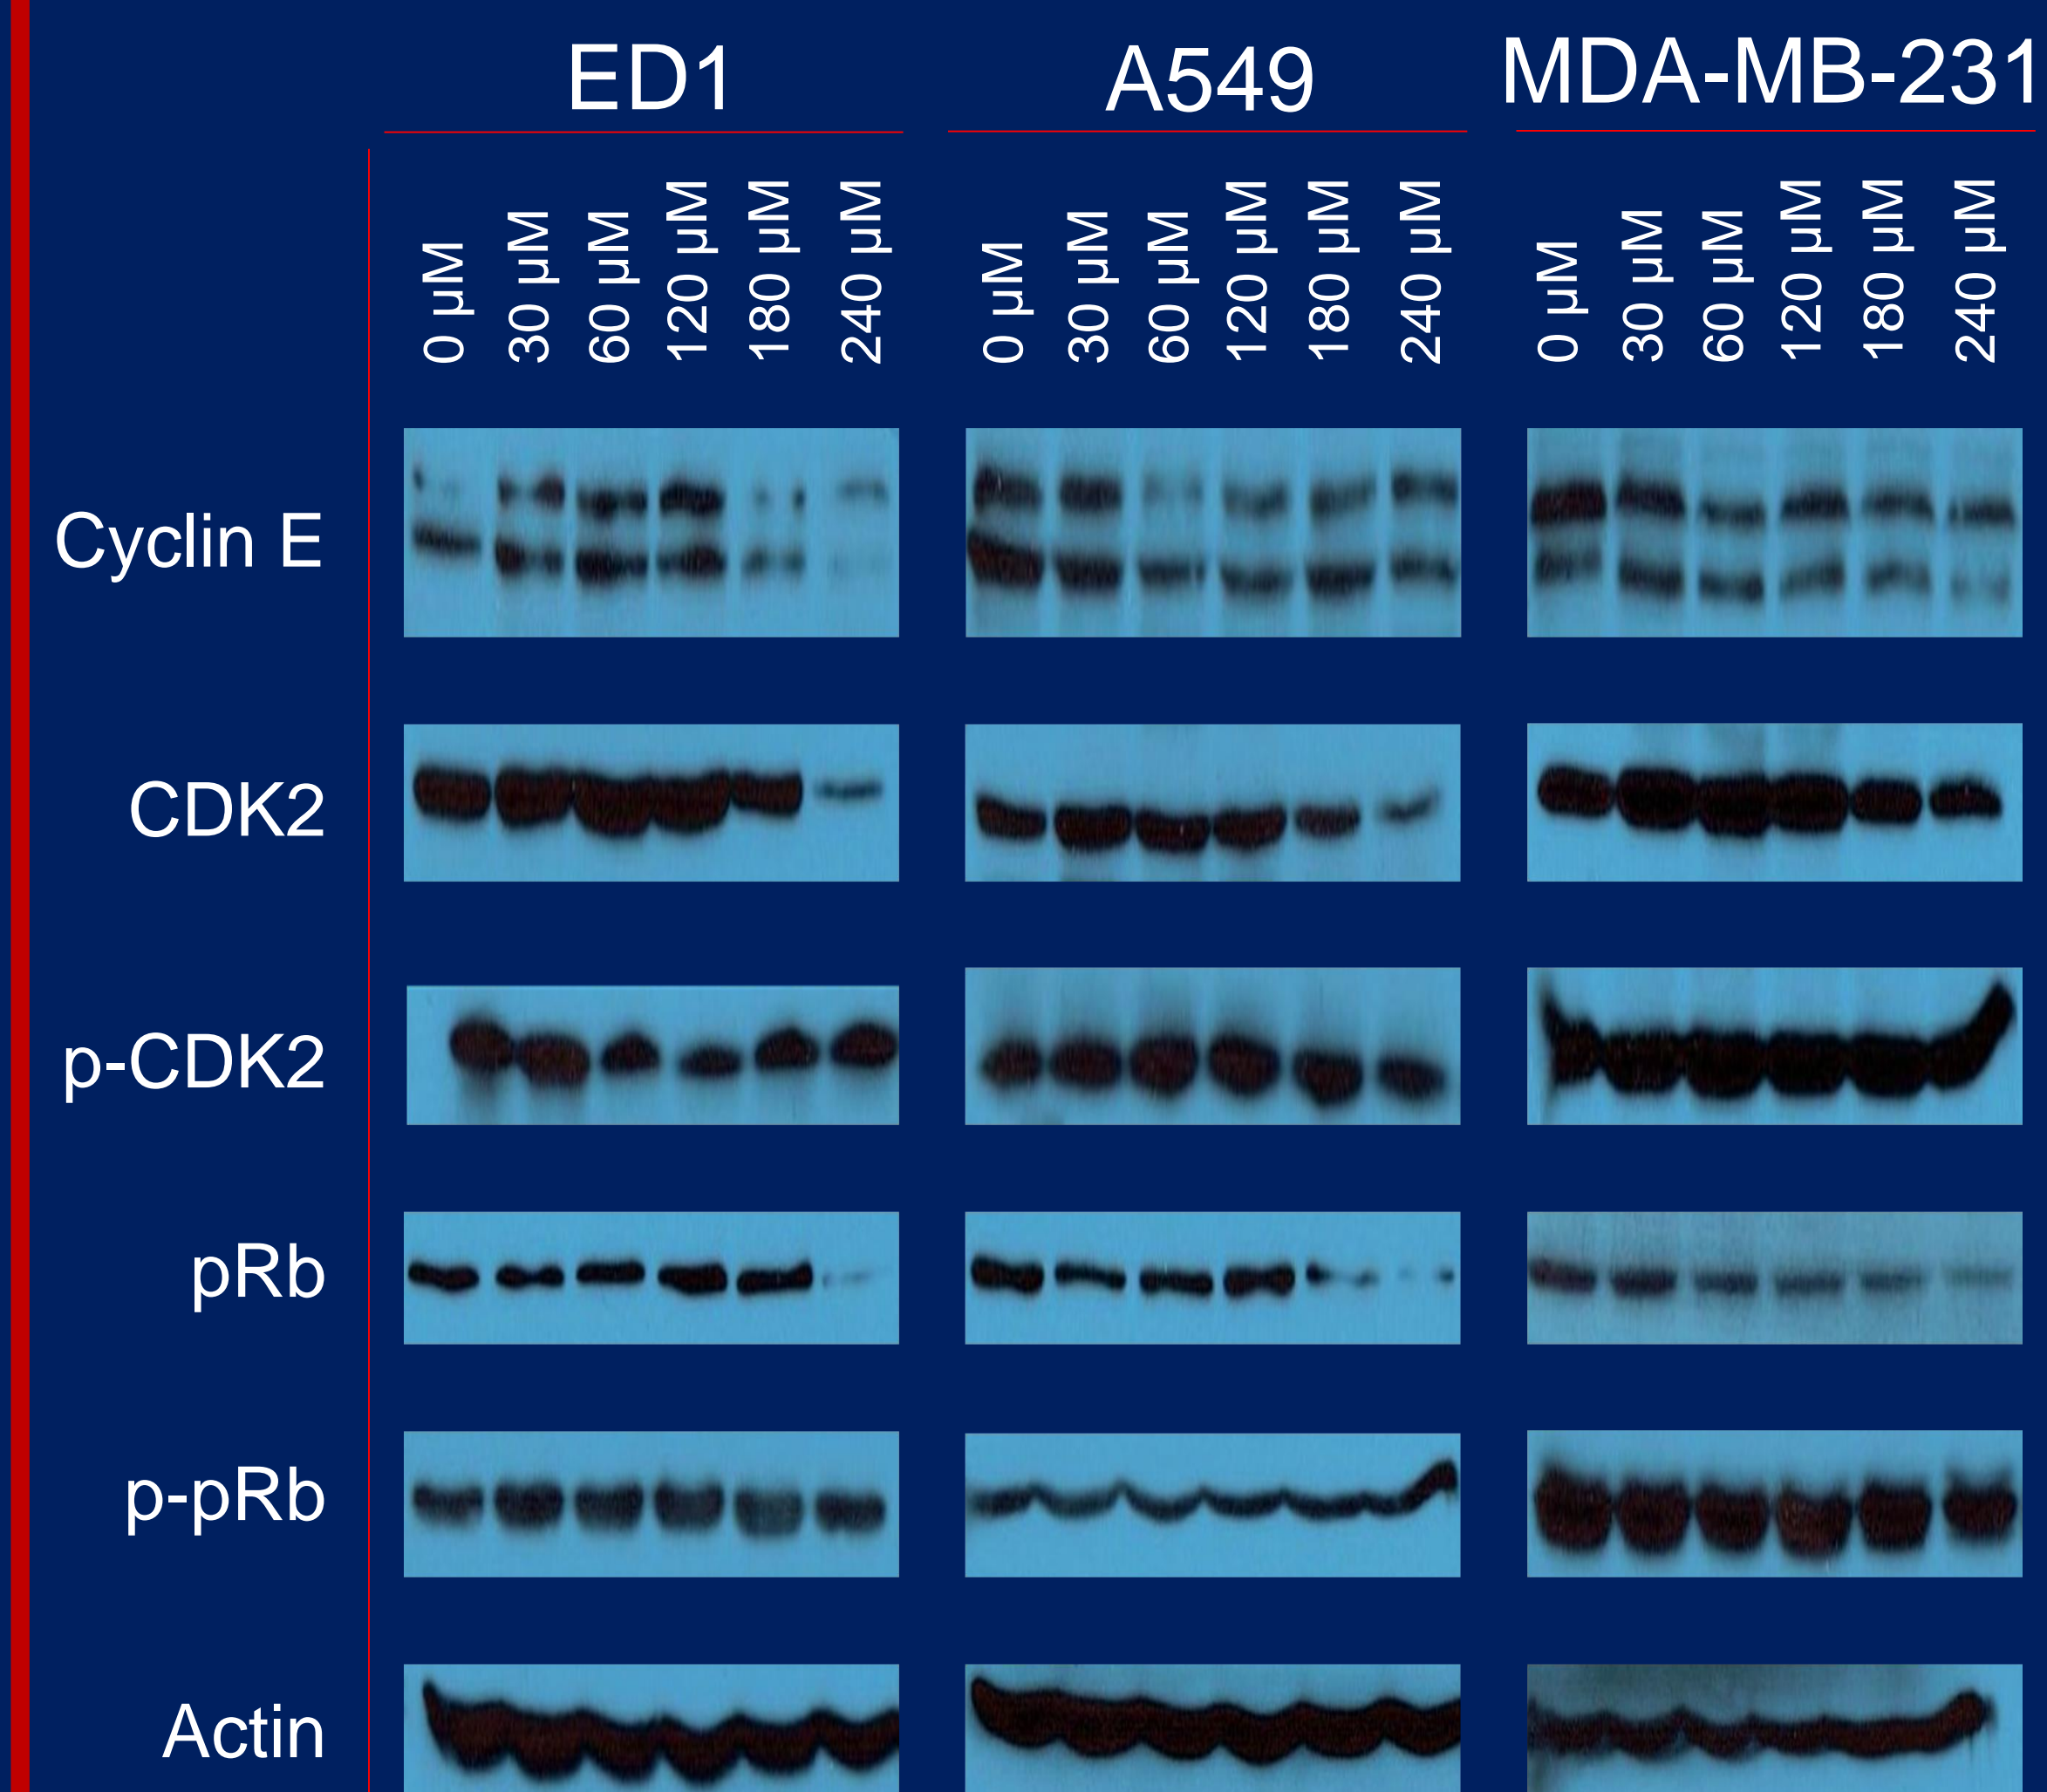 ED1 A549 MDA-MB-231
0 µM 30 µM 60 µM 120 µM 180 µM 240 µM 0 µM 30 µM 60 µM 120 µM 180 µM 240 µM 0 µM 30 µM 60 µM 120 µM 180 µM 240 µM
Cyclin E
CDK2
p-CDK2
pRb
p-pRb
Actin